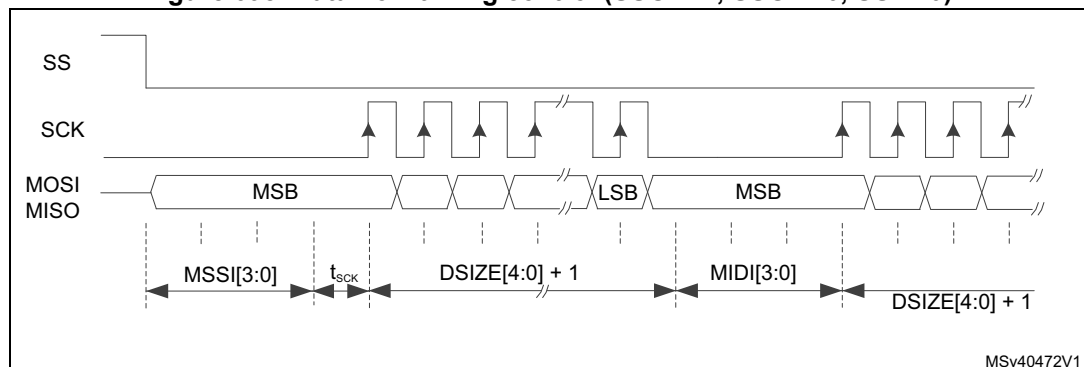 SS
SCK
MOSI
MISO
MSB
LSB
MSB
MSSI[3:0]
tSCK
DSIZE[4:0] + 1
MIDI[3:0]
DSIZE[4:0] + 1
MSv40472V1